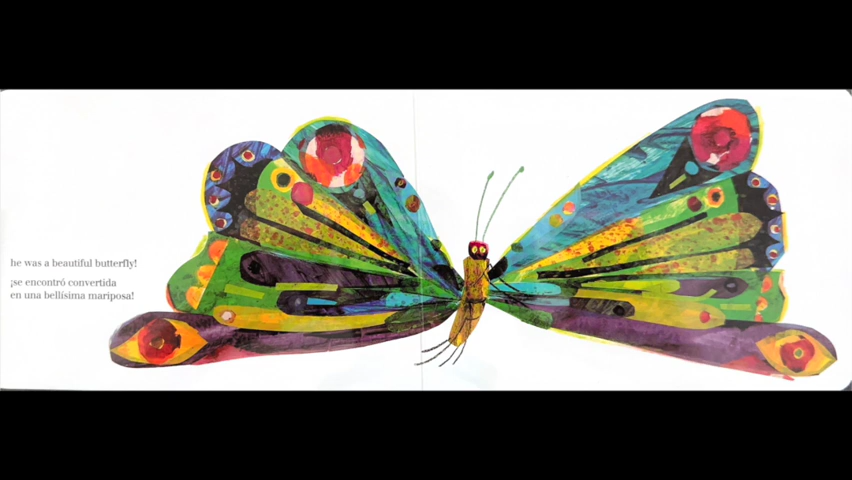 he was a beautiful butterfly!
¡se encontró convertida
en una bellísima mariposa!